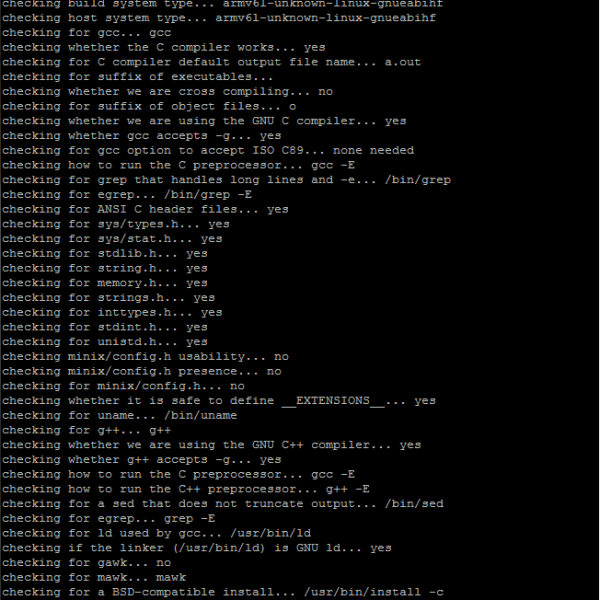 checking build system type... armv6l-unknown-linux-gnueabihf
checking host system type... armv6l-unknown-linux-gnueabihf
checking for gcc... gcc
checking whether the C compiler works... yes
checking for C compiler default output file name... a.out
checking for suffix of executables...
checking whether we are cross compiling... no
checking for suffix of object files... o
checking whether we are using the GNU C compiler... yes
checking whether gcc accepts -g... yes
checking for gcc option to accept ISO C89... none needed
checking how to run the C preprocessor... gcc -E
checking for grep that handles long lines and -e... /bin/grep
checking for egrep... /bin/grep -E
checking for ANSI C header files... yes
checking for sys/types.h... yes
checking for sys/stat.h... yes
checking for stdlib.h... yes
checking for string.h... yes
checking for memory.h... yes
checking for strings.h... yes
checking for inttypes.h... yes
checking for stdint.h... yes
checking for unistd.h... yes
checking minix/config.h usability... no
checking minix/config.h presence... no
checking for minix/config.h... no
checking whether it is safe to define __EXTENSIONS__... yes
checking for uname... /bin/uname
checking for g++... g++
checking whether we are using the GNU C++ compiler... yes
checking whether g++ accepts -g... yes
checking how to run the C preprocessor... gcc -E
checking how to run the C++ preprocessor... g++ -E
checking for a sed that does not truncate output... /bin/sed
checking for egrep... grep -E
checking for ld used by gcc... /usr/bin/ld
checking if the linker (/usr/bin/ld) is GNU ld... yes
checking for gawk... no
checking for mawk... mawk
checking for a BSD-compatible install... /usr/bin/install -c